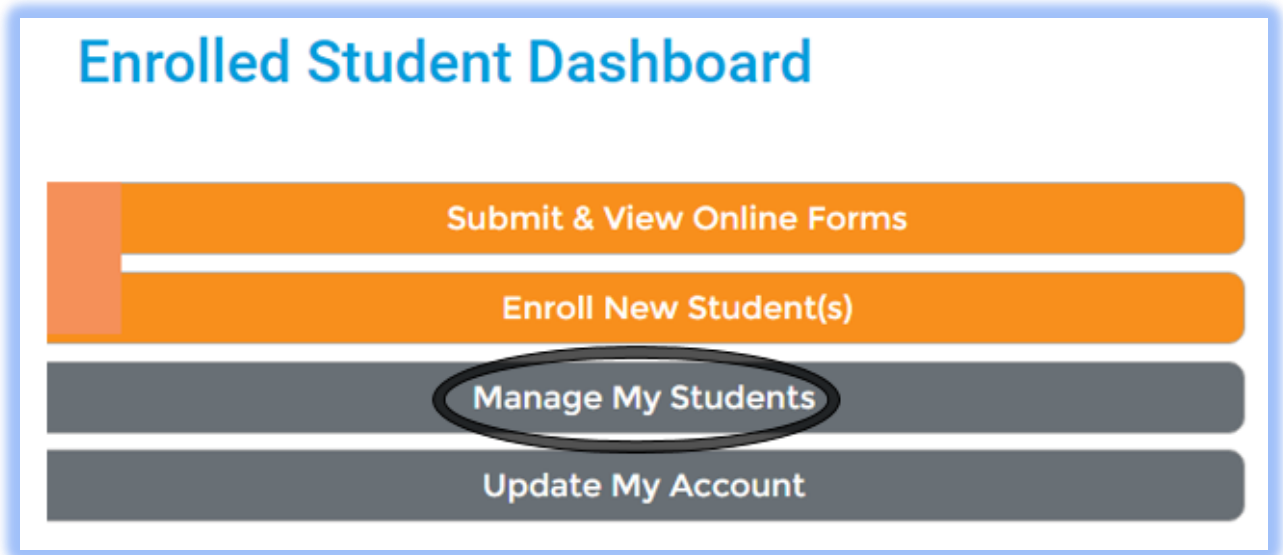 Enrolled Student Dashboard
Submit & View Online Forms
Enroll New Student(s)
Manage My Students
Update My Account